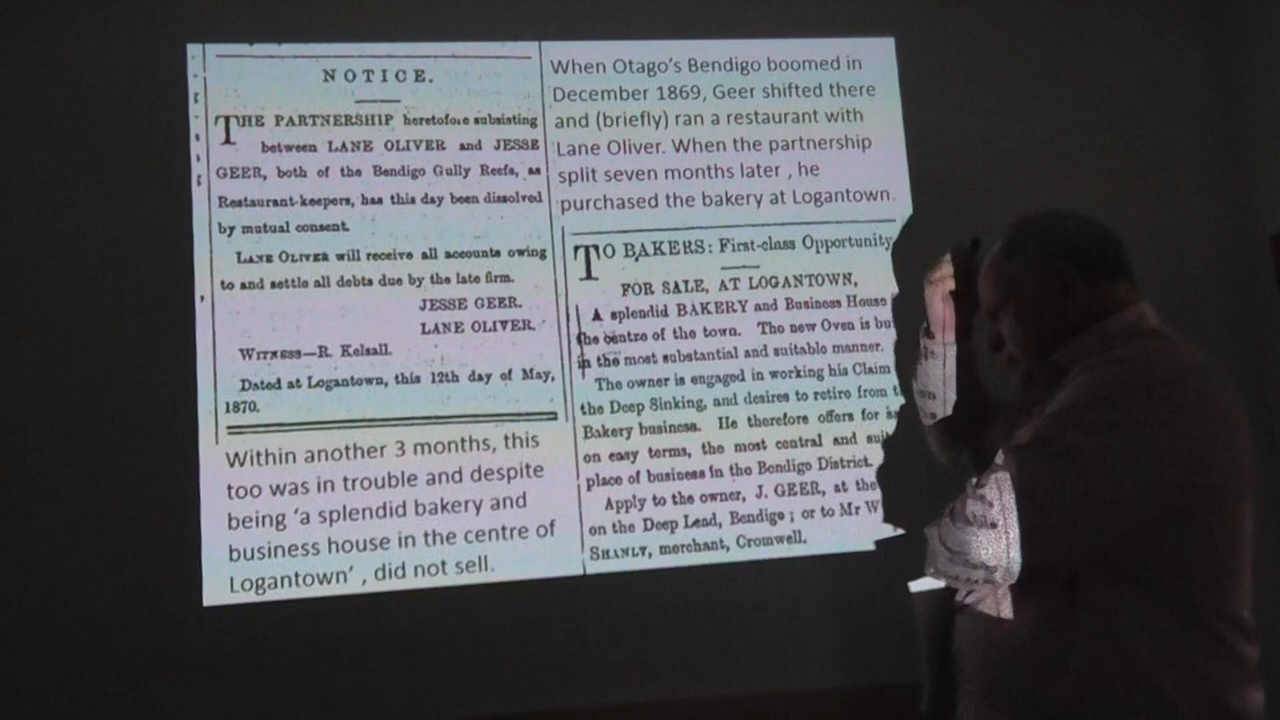 NOTICE.
THE PARTNERSHIP heretofore subsisting
between LANE OLIVER and JESSE
GEER, both of the Bendigo Gully Reefs, as
Restaurant-keepers, has this day been dissolved
by mutual consent.
LANE OLIVER will receive all accounts owing
to and settle all debts due by the late firm.
JESSE GEER.
LANE OLIVER.
WITNESS—R. Kelsall.
Dated at Logantown, this 12th day of May,
1870.
Within another 3 months, this
too was in trouble and despite
being ‘a splendid bakery and
business house in the centre of
Logantown’ , did not sell.
When Otago’s Bendigo boomed in
December 1869, Geer shifted there
and (briefly) ran a restaurant with
Lane Oliver. When the partnership
split seven months later , he
purchased the bakery at Logantown.
TO BAKERS: First-class Opportunity
FOR SALE, AT LOGANTOWN,
A splendid BAKERY and Business House
the centre of the town. The new Oven is
in the most substantial and suitable manner.
The owner is engaged in working his Claim
the Deep Sinking, and desires to retire from
Bakery business. He therefore offers for
on easy terms, the most central and
place of business in the Bendigo District.
Apply to the owner, J. GEER, at the
on the Deep Lead, Bendigo ; or to Mr W
SHANLY, merchant, Cromwell.